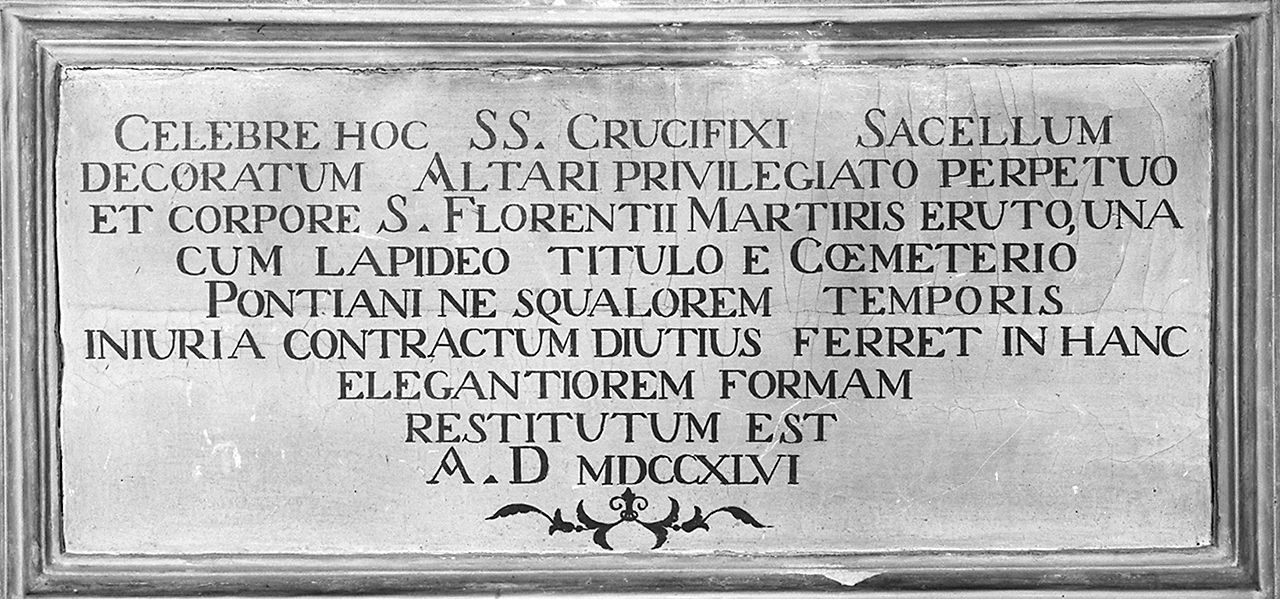 CELEBRE HOC SS. CRUCIFIXI SACELLUM
DECORATUM ALTARI PRIVILEGIATO PERPETUO
ET CORPORE S. FLORENTII MARTIRIS ERUTO, UNA
CUM LAPIDEO TITULO E CŒMETERIO
PONTIANI NE SQUALOREM TEMPORIS
INIURIA CONTRACTUM DIUTIUS FERRET IN HANC
ELEGANTIOREM FORMAM
RESTITUTUM EST
A. D MDCCXLVI